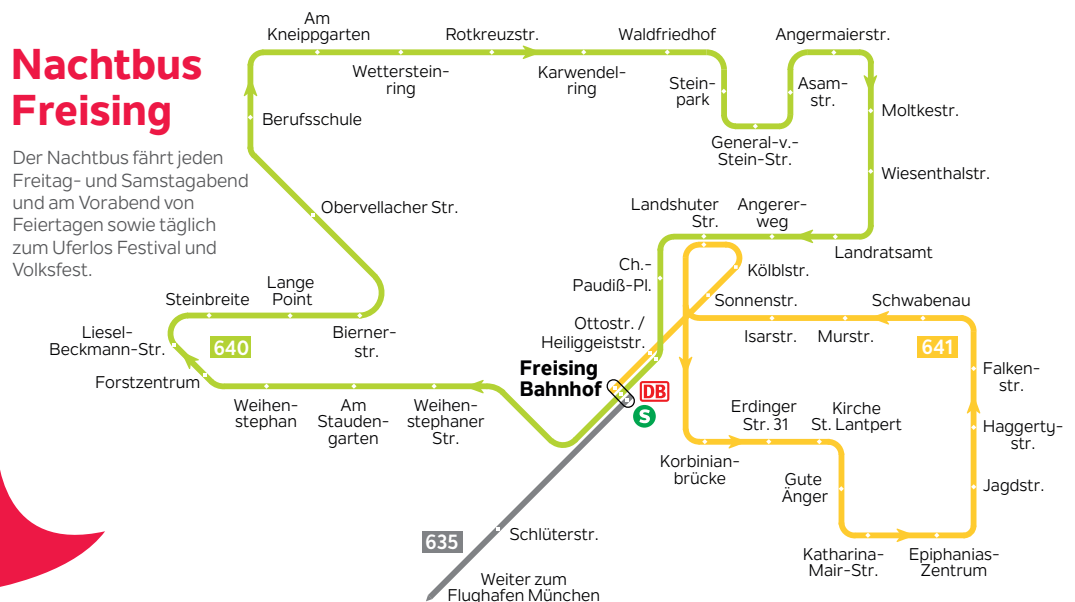 Nachtbus
Freising
Der Nachtbus fährt jeden
Freitag- und Samstagabend
und am Vorabend von
Feiertagen sowie täglich
zum Uferlos Festival und
Volksfest.
Am
Kneippgarten
Wetterstein-
ring
Rotkreuzstr.
Karwendel-
ring
Waldfriedhof
Stein-
park
General-v.-
Stein-Str.
Angermaierstr.
Asam-
str.
Moltkestr.
Wiesenthalstr.
Landratsamt
Angerer-
weg
Landshuter
Str.
Ch.-
Paudiß-Pl.
Ottostr. /
Heiliggeiststr.
Freising
Bahnhof
DB
S
Berufsschule
Obervellacher Str.
Bierner-
str.
Lange
Point
Steinbreite
Liesel-
Beckmann-Str.
640
Forstzentrum
Weihen-
stephan
Am
Stauden-
garten
Weihen-
stephaner
Str.
Kölblstr.
Sonnenstr.
Isarstr.
Murstr.
Schwabenau
641
Falken-
str.
Haggerty-
str.
Jagdstr.
Epiphanias-
Zentrum
Katharina-
Mair-Str.
Gute
Änger
Kirche
St. Lantpert
Erdinger
Str. 31
Korbinian-
brücke
635
Schlüterstr.
Weiter zum
Flughafen München